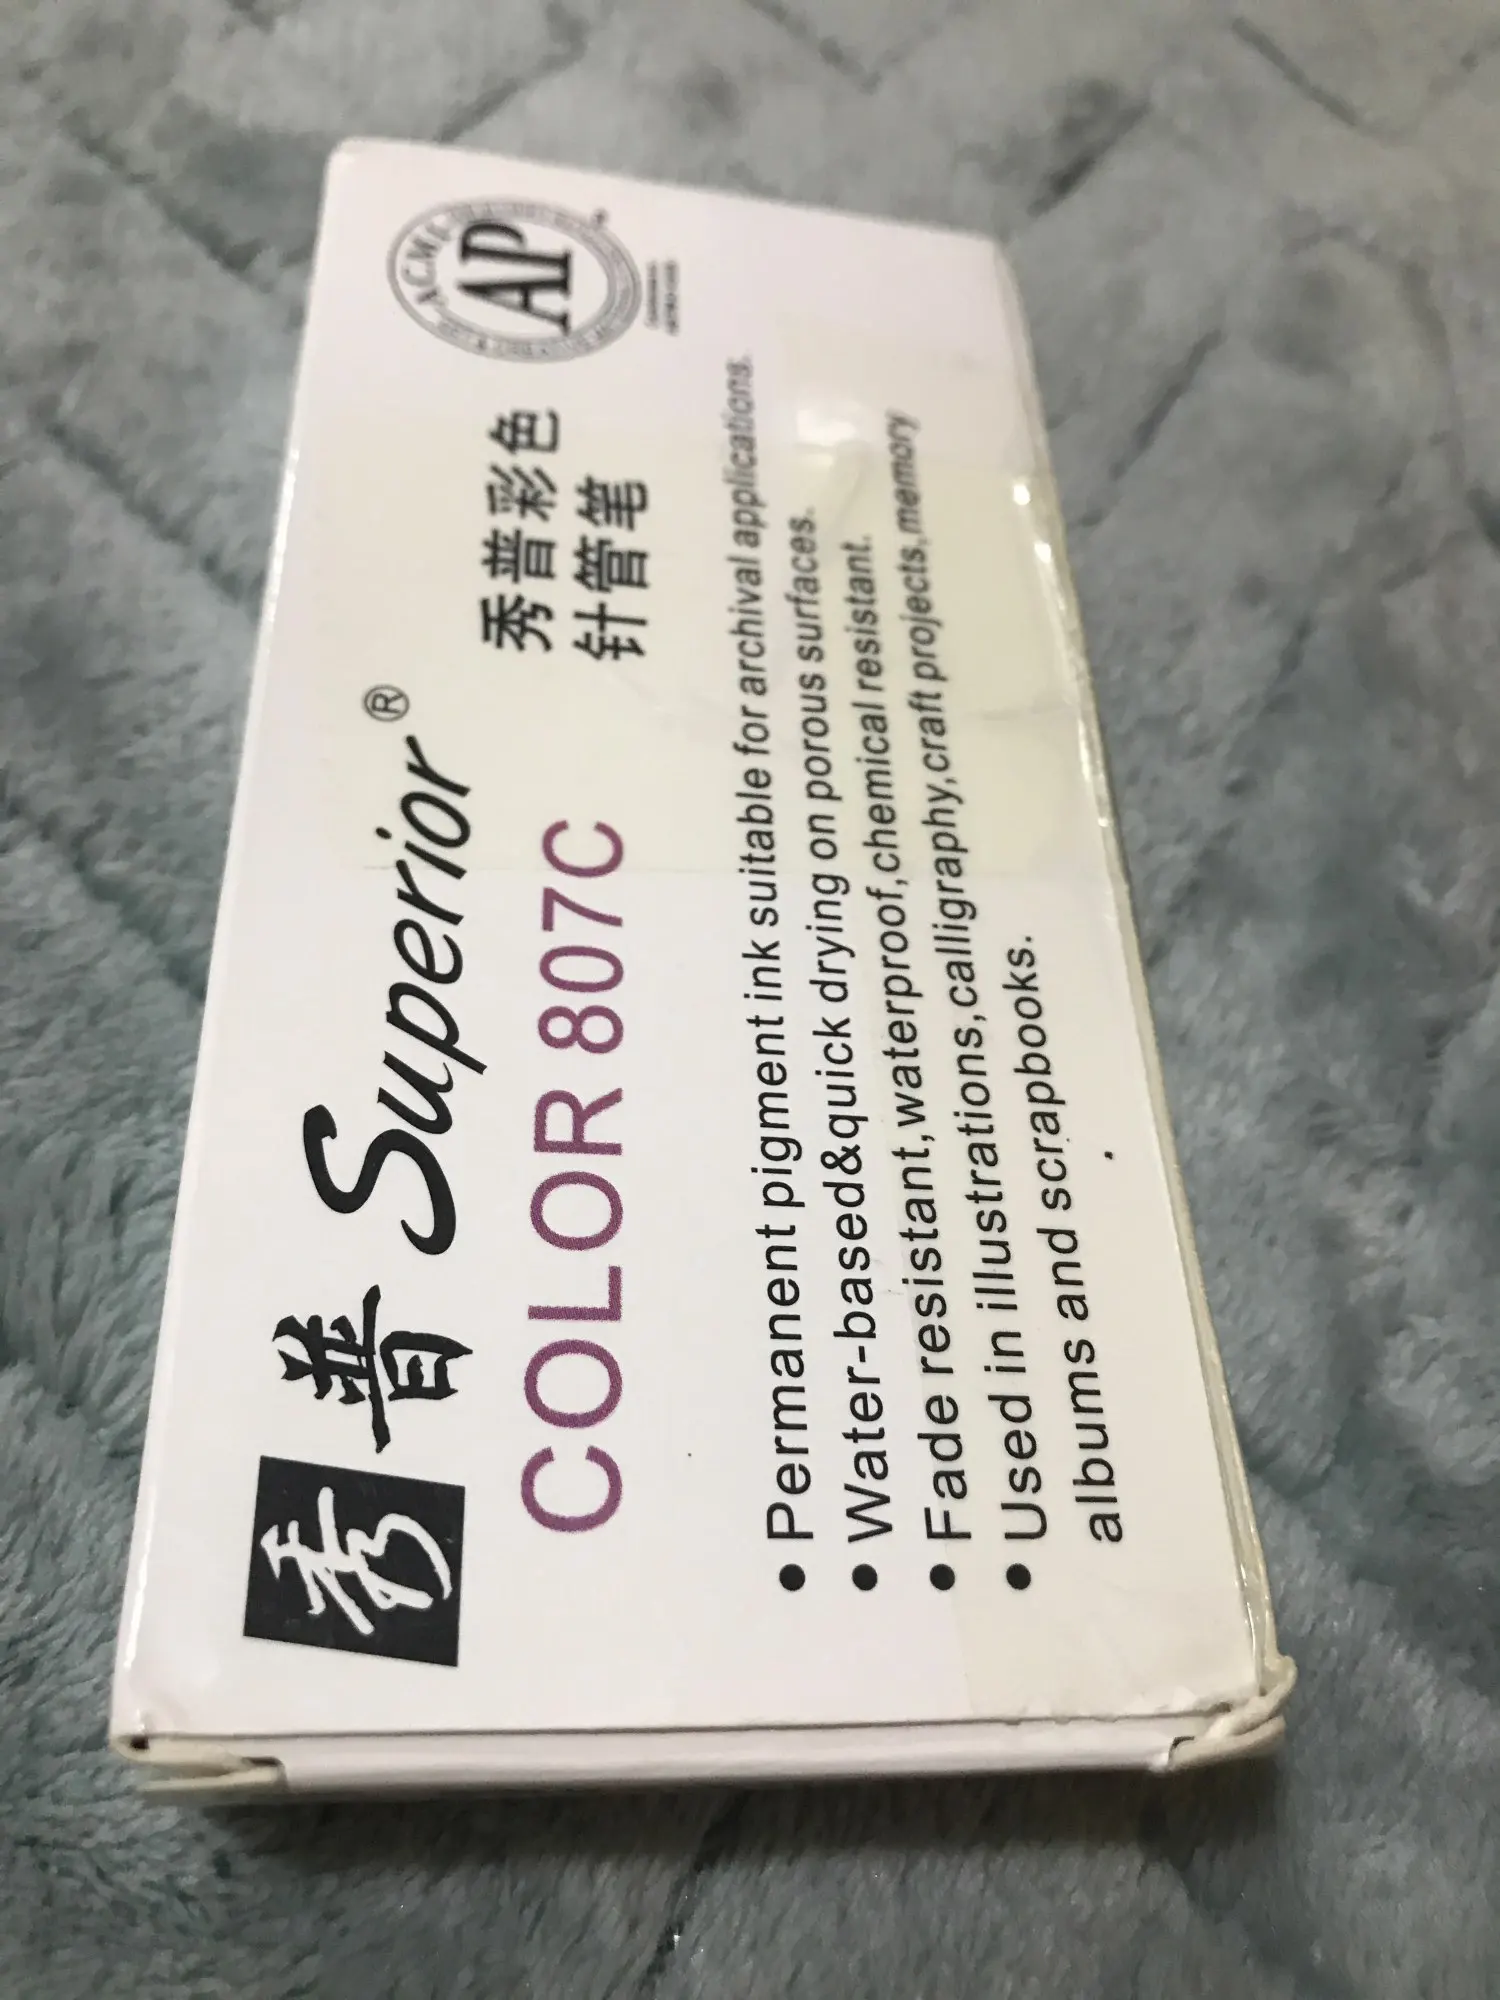 秀普 Superior®
COLOR 807C
秀普彩色
针管笔
ACMI
AP
• Permanent pigment ink suitable for archival applications.
• Water-based&quick drying on porous surfaces.
• Fade resistant,waterproof,chemical resistant.
• Used in illustrations,calligraphy,craft projects,memory
albums and scrapbooks.